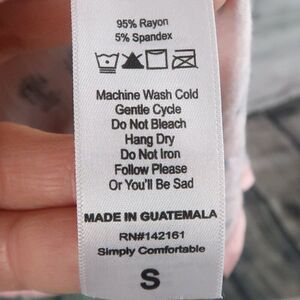 95% Rayon
5% Spandex
Machine Wash Cold
Gentle Cycle
Do Not Bleach
Hang Dry
Do Not Iron
Follow Please
Or You'll Be Sad
MADE IN GUATEMALA
RN#142161
Simply Comfortable
S